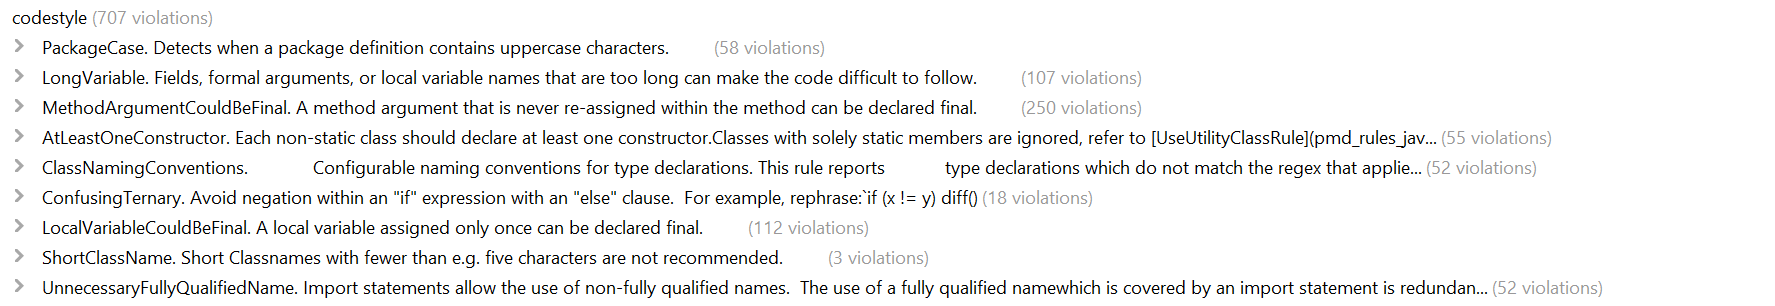 codestyle (707 violations)
PackageCase. Detects when a package definition contains uppercase characters. (58 violations)
LongVariable. Fields, formal arguments, or local variable names that are too long can make the code difficult to follow. (107 violations)
MethodArgumentCouldBeFinal. A method argument that is never re-assigned within the method can be declared final. (250 violations)
AtLeastOneConstructor. Each non-static class should declare at least one constructor.Classes with solely static members are ignored, refer to [UseUtilityClassRule](pmd_rules_jav... (55 violations)
ClassNamingConventions. Configurable naming conventions for type declarations. This rule reports type declarations which do not match the regex that applie... (52 violations)
ConfusingTernary. Avoid negation within an "if" expression with an "else" clause. For example, rephrase:`if (x != y) diff() (18 violations)
LocalVariableCouldBeFinal. A local variable assigned only once can be declared final. (112 violations)
ShortClassName. Short Classnames with fewer than e.g. five characters are not recommended. (3 violations)
UnnecessaryFullyQualifiedName. Import statements allow the use of non-fully qualified names. The use of a fully qualified namewhich is covered by an import statement is redundan... (52 violations)